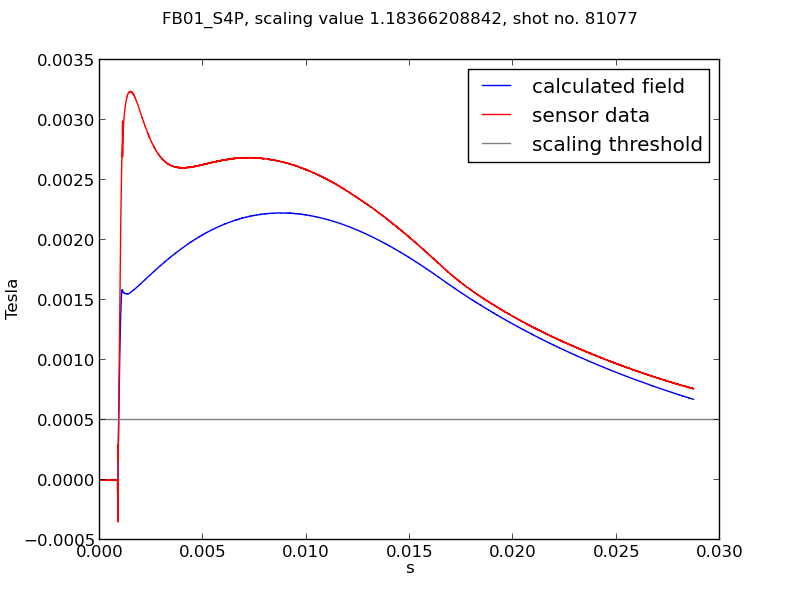 FB01_S4P, scaling value 1.18366208842, shot no. 81077
calculated field
sensor data
scaling threshold
Tesla
0.0035
0.0030
0.0025
0.0020
0.0015
0.0010
0.0005
0.0000
−0.0005
0.000 0.005 0.010 0.015 0.020 0.025 0.030
s